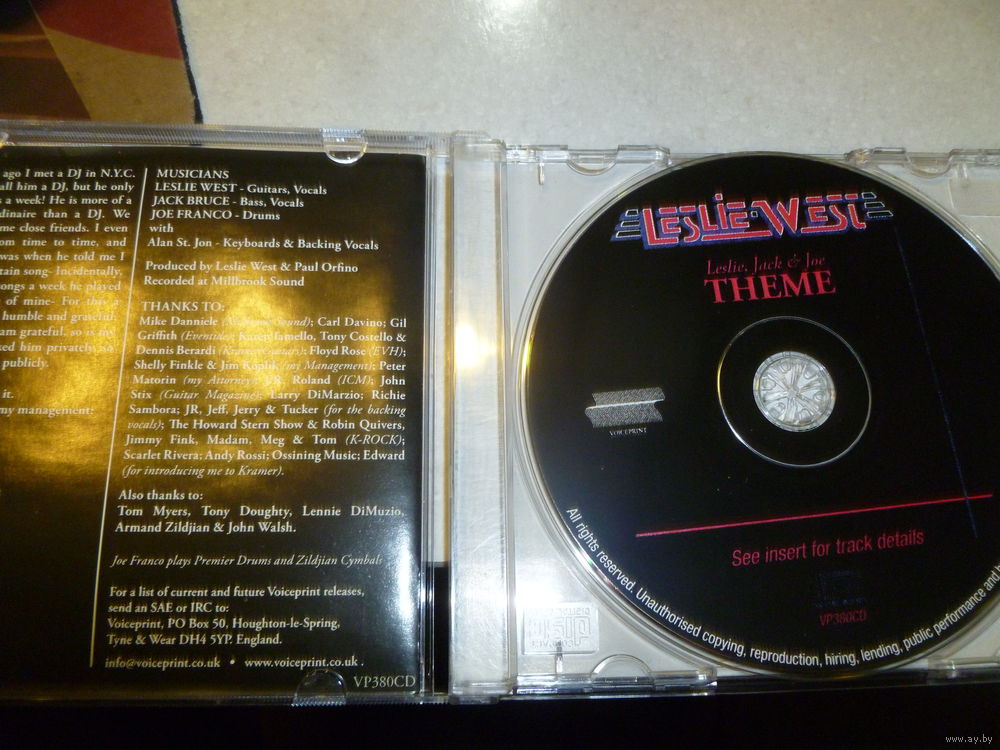 ago I met a DJ in N.Y.C.
all him a DJ, but he only
s a week! He is more of a
dinaire than a DJ. We
me close friends. I even
om time to time, and
was when he told me I
tain song- Incidentally,
ongs a week he played
of mine- For this a
humble and grateful;
am grateful, so is my
ked him privately, so
publicly.
it.
my management:
MUSICIANS
LESLIE WEST - Guitars, Vocals
JACK BRUCE - Bass, Vocals
JOE FRANCO - Drums
with
Alan St. Jon - Keyboards & Backing Vocals
Produced by Leslie West & Paul Orfino
Recorded at Millbrook Sound
THANKS TO:
Mike Danniele Sound); Carl Davino; Gil
Griffith (Eventide); Tony Costello &
Dennis Berardi (Kramer Guitars); Floyd Rose (EVH);
Shelly Finkle & Jim Koplik (my Management); Peter
Matorin (my Attorney); Roland (ICM); John
Stix (Guitar Magazine); Larry DiMarzio; Richie
Sambora; JR, Jeff, Jerry & Tucker (for the backing
vocals); The Howard Stern Show & Robin Quivers,
Jimmy Fink, Madam, Meg & Tom (K-ROCK);
Scarlet Rivera; Andy Rossi; Ossining Music; Edward
(for introducing me to Kramer).
Also thanks to:
Tom Myers, Tony Doughty, Lennie DiMuzio,
Armand Zildjian & John Walsh.
Joe Franco plays Premier Drums and Zildjian Cymbals
For a list of current and future Voiceprint releases,
send an SAE or IRC to:
Voiceprint, PO Box 50, Houghton-le-Spring,
Tyne & Wear DH4 5YP. England.
info@voiceprint.co.uk • www.voiceprint.co.uk .
VP380CD
LESLIE WEST
Leslie, Jack & Joe
THEME
VOICEPRINT
See insert for track details
VP380CD
All rights reserved. Unauthorised copying, reproduction, hiring, lending, public performance and
www.ay.by